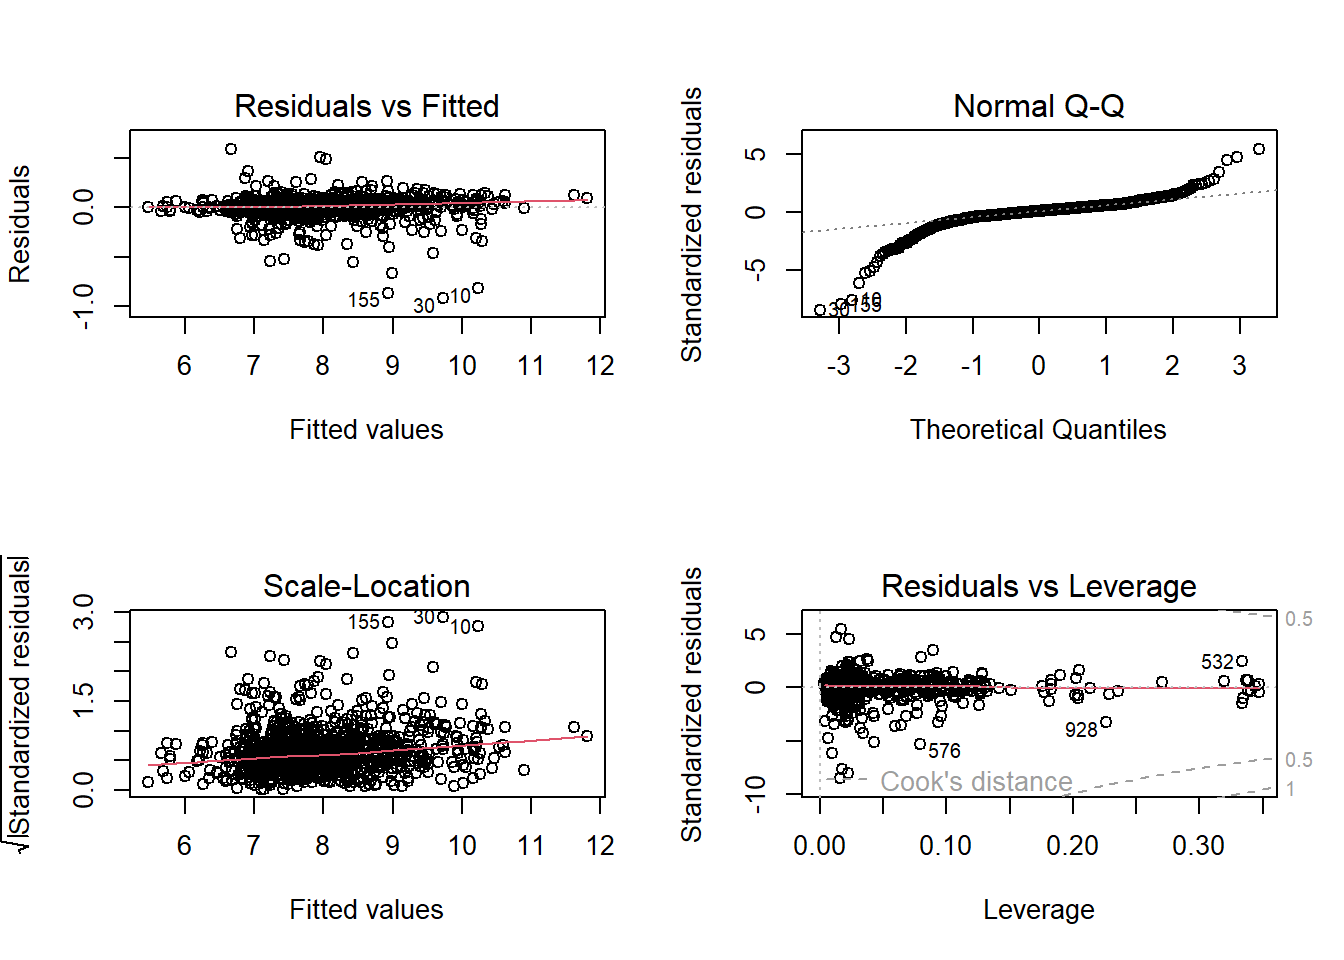 Residuals vs Fitted
Residuals
0.0
-1.0
155
30
10
6 7 8 9 10 11 12
Fitted values
Normal Q-Q
Standardized residuals
5
0
-5
30
155
10
-3 -2 -1 0 1 2 3
Theoretical Quantiles
Scale-Location
√|Standardized residuals|
3.0
1.5
0.0
155
30
10
6 7 8 9 10 11 12
Fitted values
Residuals vs Leverage
Standardized residuals
5
0
-10
532
928
576
Cook's distance
0.5
0.5
1
0.00 0.10 0.20 0.30
Leverage